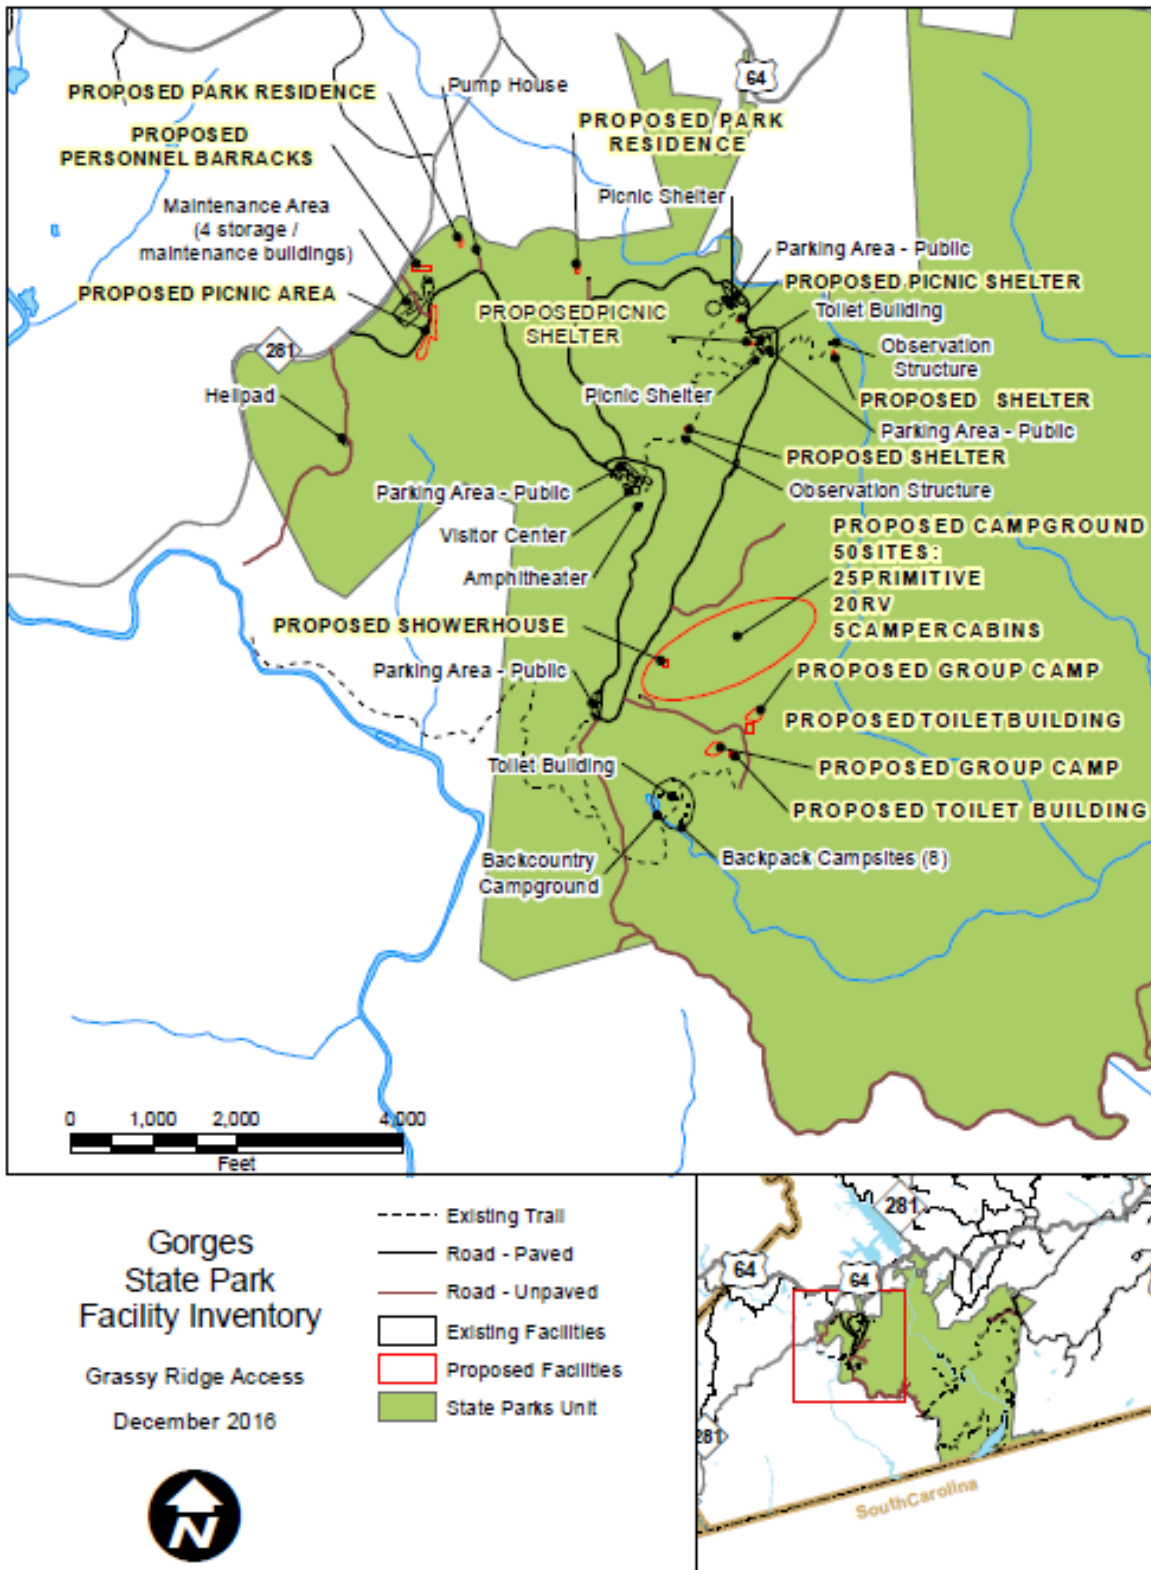 64
PROPOSED PARK RESIDENCE
Pump House
PROPOSED PARK
RESIDENCE
PROPOSED
PERSONNEL BARRACKS
Picnic Shelter
Maintenance Area
(4 storage /
maintenance buildings)
Parking Area - Public
PROPOSED PICNIC SHELTER
PROPOSED PICNIC AREA
PROPOSEDPICNIC
SHELTER
Toilet Building
281
Observation
Structure
Helipad
Picnic Shelter
PROPOSED SHELTER
Parking Area - Public
PROPOSED SHELTER
Parking Area - Public
Observation Structure
Visitor Center
PROPOSED CAMPGROUND
50SITES:
25PRIMITIVE
20RV
5CAMPERCABINS
Amphitheater
PROPOSED SHOWERHOUSE
Parking Area - Public
PROPOSED GROUP CAMP
PROPOSEDTOILETBUILDING
Toilet Building
PROPOSED GROUP CAMP
PROPOSED TOILET BUILDING
Backcountry
Campground
Backpack Campsites (8)
0 1,000 2,000 4,000
Feet
Gorges
State Park
Facility Inventory
Grassy Ridge Access
December 2016
N
Existing Trail
Road - Paved
Road - Unpaved
Existing Facilities
Proposed Facilities
State Parks Unit
281
64
64
281
SouthCarolina